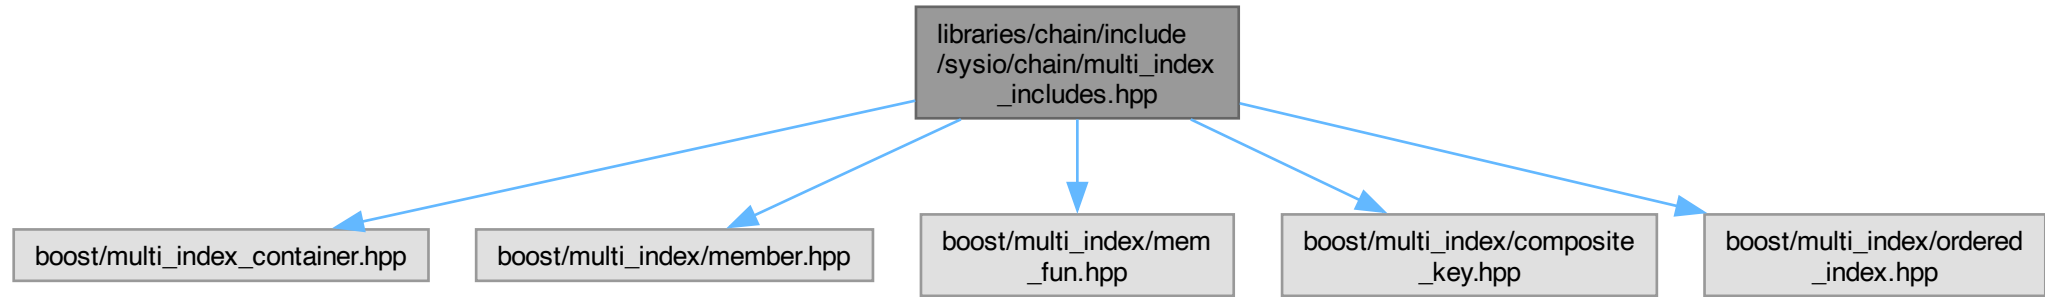 libraries/chain/include
/sysio/chain/multi_index
_includes.hpp
boost/multi_index_container.hpp
boost/multi_index/member.hpp
boost/multi_index/mem
_fun.hpp
boost/multi_index/composite
_key.hpp
boost/multi_index/ordered
_index.hpp